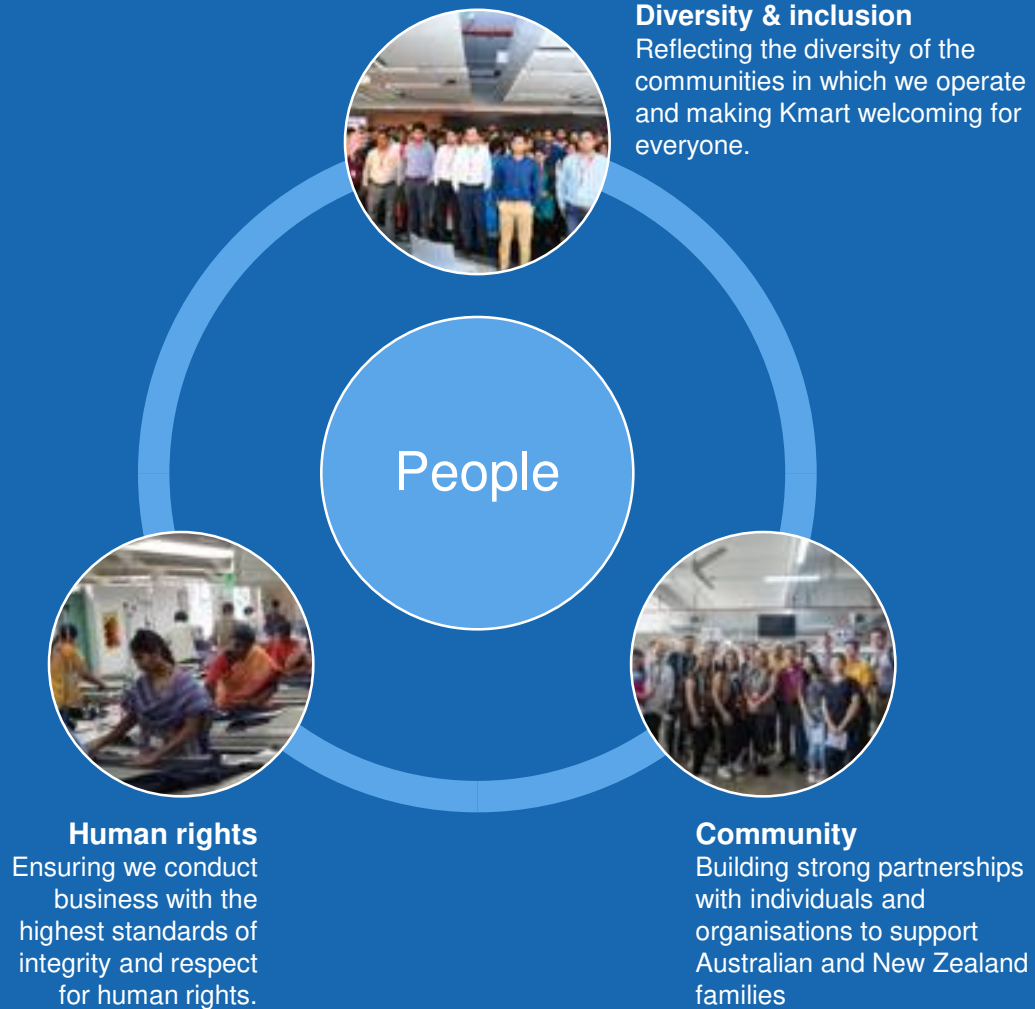 Diversity & inclusion
Reflecting the diversity of the
communities in which we operate
and making Kmart welcoming for
everyone.
People
Human rights
Ensuring we conduct
business with the
highest standards of
integrity and respect
for human rights.
Community
Building strong partnerships
with individuals and
organisations to support
Australian and New Zealand
families